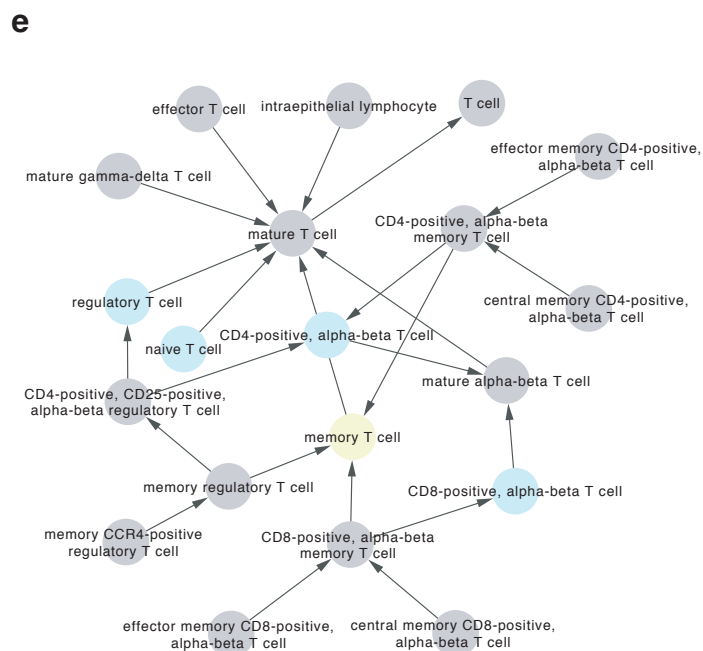 e
effector T cell
intraepithelial lymphocyte
T cell
effector memory CD4-positive,
alpha-beta T cell
mature gamma-delta T cell
mature T cell
CD4-positive, alpha-beta
memory T cell
regulatory T cell
central memory CD4-positive,
alpha-beta T cell
naive T cell
CD4-positive, alpha-beta T cell
mature alpha-beta T cell
CD4-positive, CD25-positive,
alpha-beta regulatory T cell
memory T cell
memory regulatory T cell
CD8-positive, alpha-beta T cell
memory CCR4-positive
regulatory T cell
CD8-positive, alpha-beta
memory T cell
effector memory CD8-positive,
alpha-beta T cell
central memory CD8-positive,
alpha-beta T cell